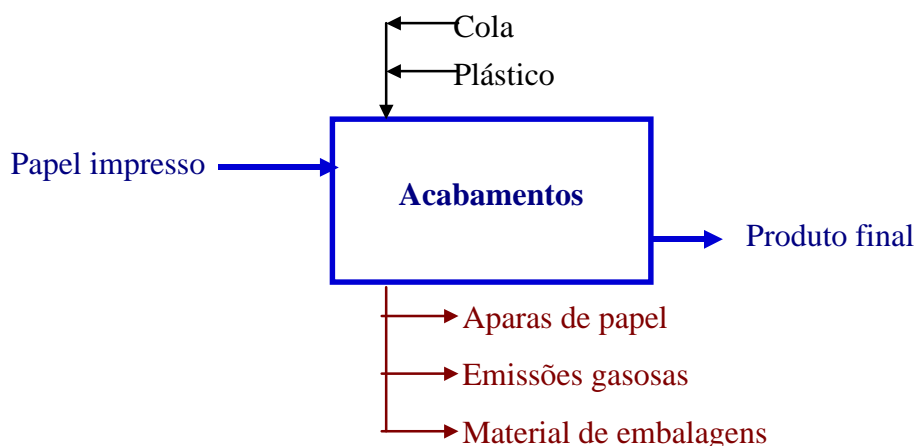 Cola
Plástico
Papel impresso
Acabamentos
Produto final
Aparas de papel
Emissões gasosas
Material de embalagens